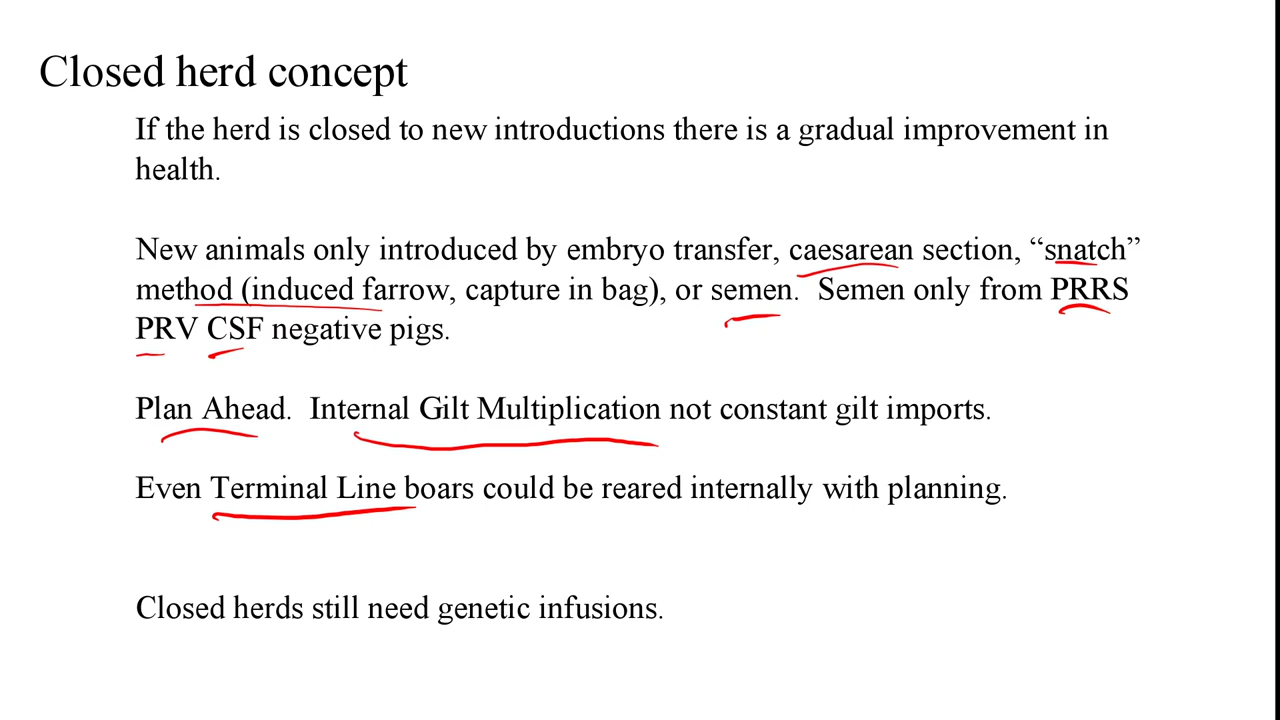 Closed herd concept
If the herd is closed to new introductions there is a gradual improvement in
health.
New animals only introduced by embryo transfer, caesarean section, “snatch”
method (induced farrow, capture in bag), or semen.  Semen only from PRRS
PRV CSF negative pigs.
Plan Ahead.  Internal Gilt Multiplication not constant gilt imports.
Even Terminal Line boars could be reared internally with planning.
Closed herds still need genetic infusions.